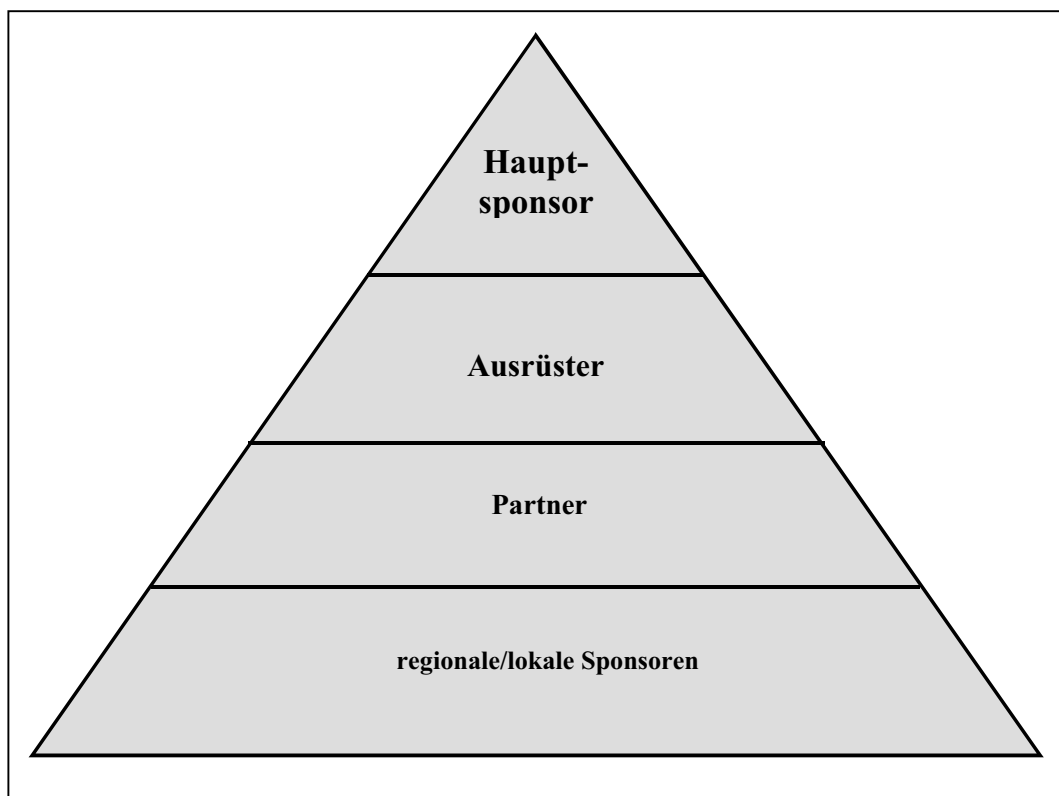 Haupt-
sponsor
Ausrüster
Partner
regionale/lokale Sponsoren